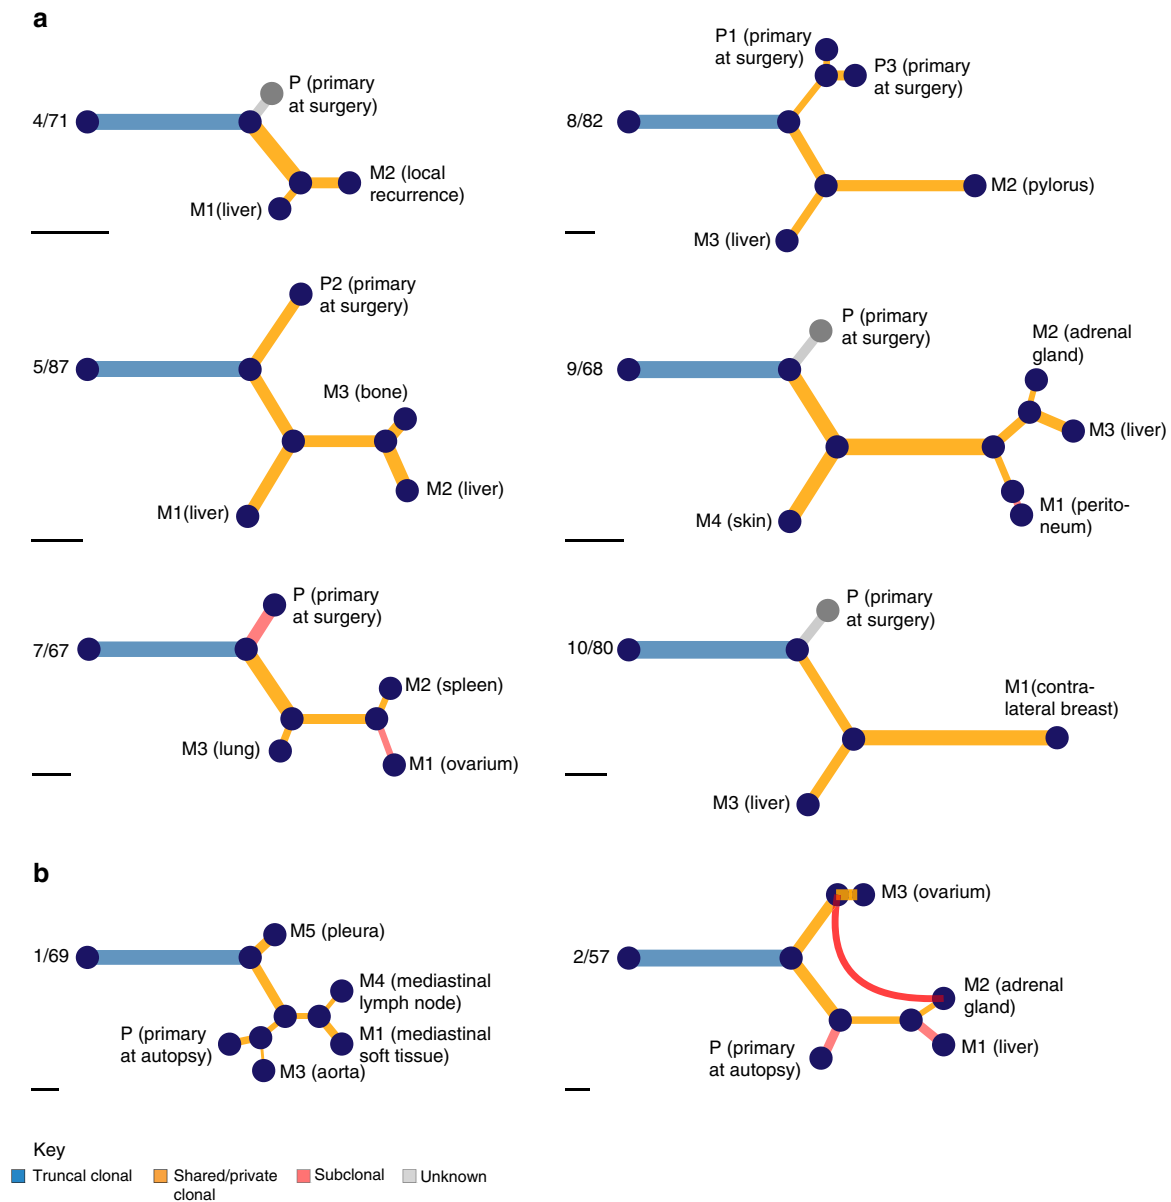 a
P (primary
at surgery)
4/71
M2 (local
recurrence)
M1(liver)
P1 (primary
at surgery)
P3 (primary
at surgery)
8/82
M2 (pylorus)
M3 (liver)
P2 (primary
at surgery)
5/87
M3 (bone)
M2 (liver)
M1(liver)
P (primary
at surgery)
M2 (adrenal
gland)
9/68
M3 (liver)
M4 (skin)
M1 (perito-
neum)
P (primary
at surgery)
7/67
M2 (spleen)
M3 (lung)
M1 (ovarium)
P (primary
at surgery)
10/80
M1(contra-
lateral breast)
M3 (liver)
b
1/69
M5 (pleura)
M4 (mediastinal
lymph node)
P (primary
at autopsy)
M1 (mediastinal
soft tissue)
M3 (aorta)
M3 (ovarium)
2/57
M2 (adrenal
gland)
P (primary
at autopsy)
M1 (liver)
Key
Truncal clonal
Shared/private
clonal
Subclonal
Unknown